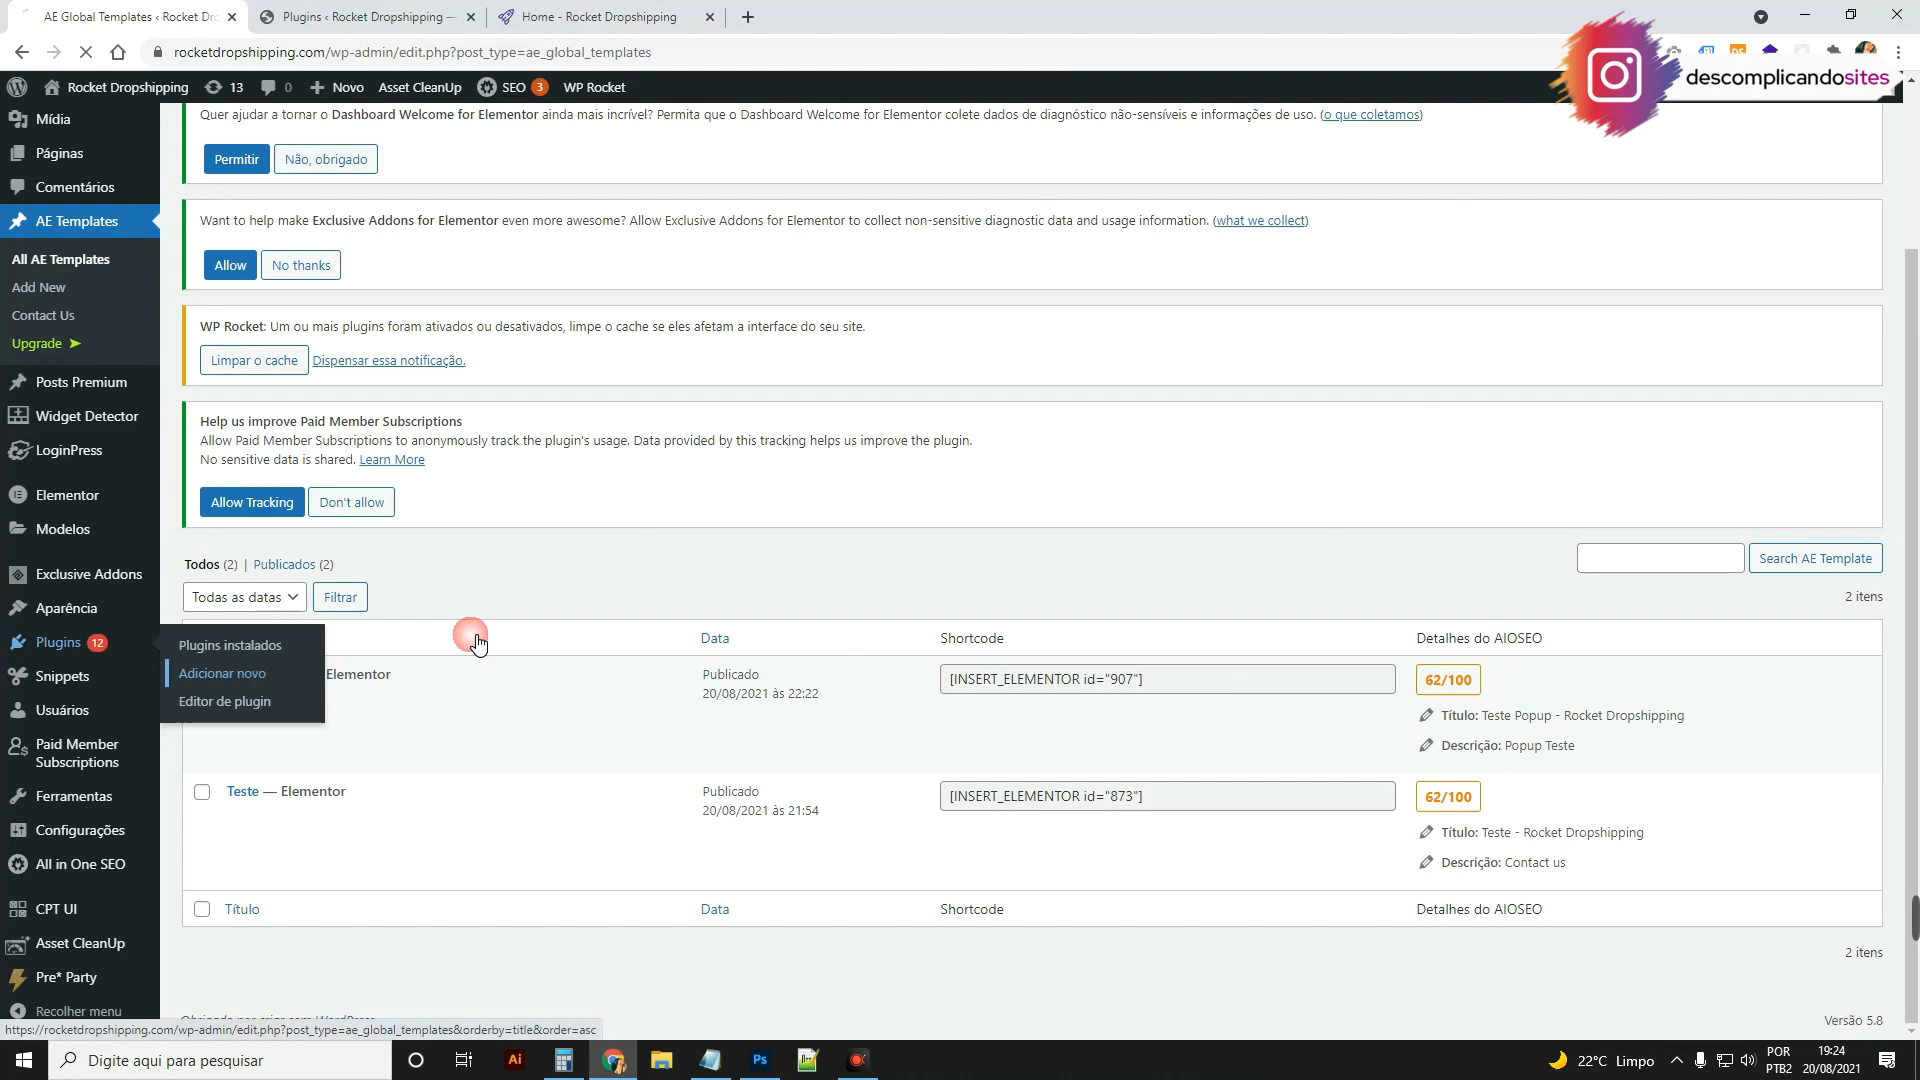 AE Global Templates ‹ Rocket Dro
Plugins ‹ Rocket Dropshipping —
Home - Rocket Dropshipping
rocketdropshipping.com/wp-admin/edit.php?post_type=ae_global_templates
descomplicandosites
Rocket Dropshipping
13
0
Novo
Asset CleanUp
SEO
3
WP Rocket
Mídia
Páginas
Comentários
AE Templates
All AE Templates
Add New
Contact Us
Upgrade ➤
Posts Premium
Widget Detector
LoginPress
Elementor
Modelos
Exclusive Addons
Aparência
Plugins 12
Snippets
Usuários
Paid Member
Subscriptions
Ferramentas
Configurações
All in One SEO
CPT UI
Asset CleanUp
Pre* Party
Recolher menu
Plugins instalados
Adicionar novo
Editor de plugin
Quer ajudar a tornar o Dashboard Welcome for Elementor ainda mais incrível? Permita que o Dashboard Welcome for Elementor colete dados de diagnóstico não-sensíveis e informações de uso. (o que coletamos)
Permitir
Não, obrigado
Want to help make Exclusive Addons for Elementor even more awesome? Allow Exclusive Addons for Elementor to collect non-sensitive diagnostic data and usage information. (what we collect)
Allow
No thanks
WP Rocket: Um ou mais plugins foram ativados ou desativados, limpe o cache se eles afetam a interface do seu site.
Limpar o cache
Dispensar essa notificação.
Help us improve Paid Member Subscriptions
Allow Paid Member Subscriptions to anonymously track the plugin's usage. Data provided by this tracking helps us improve the plugin.
No sensitive data is shared. Learn More
Allow Tracking
Don't allow
Todos (2) | Publicados (2)
Search AE Template
Todas as datas
Filtrar
2 itens
Data
Shortcode
Detalhes do AIOSEO
Elementor
Publicado
20/08/2021 às 22:22
[INSERT_ELEMENTOR id="907"]
62/100
Título: Teste Popup - Rocket Dropshipping
Descrição: Popup Teste
Teste — Elementor
Publicado
20/08/2021 às 21:54
[INSERT_ELEMENTOR id="873"]
62/100
Título: Teste - Rocket Dropshipping
Descrição: Contact us
Título
Data
Shortcode
Detalhes do AIOSEO
2 itens
Versão 5.8
https://rocketdropshipping.com/wp-admin/edit.php?post_type=ae_global_templates&orderby=title&order=asc
Digite aqui para pesquisar
Ai
Ps
22°C Limpo
POR
PTB2
19:24
20/08/2021